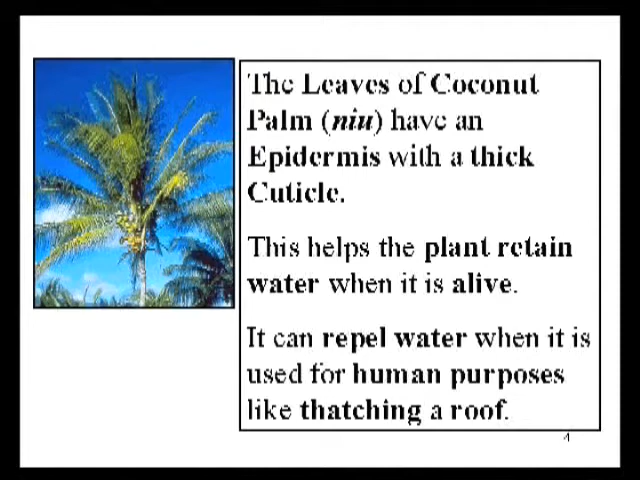 The Leaves of Coconut
Palm (niu) have an
Epidermis with a thick
Cuticle.
This helps the plant retain
water when it is alive.
It can repel water when it is
used for human purposes
like thatching a roof.
4